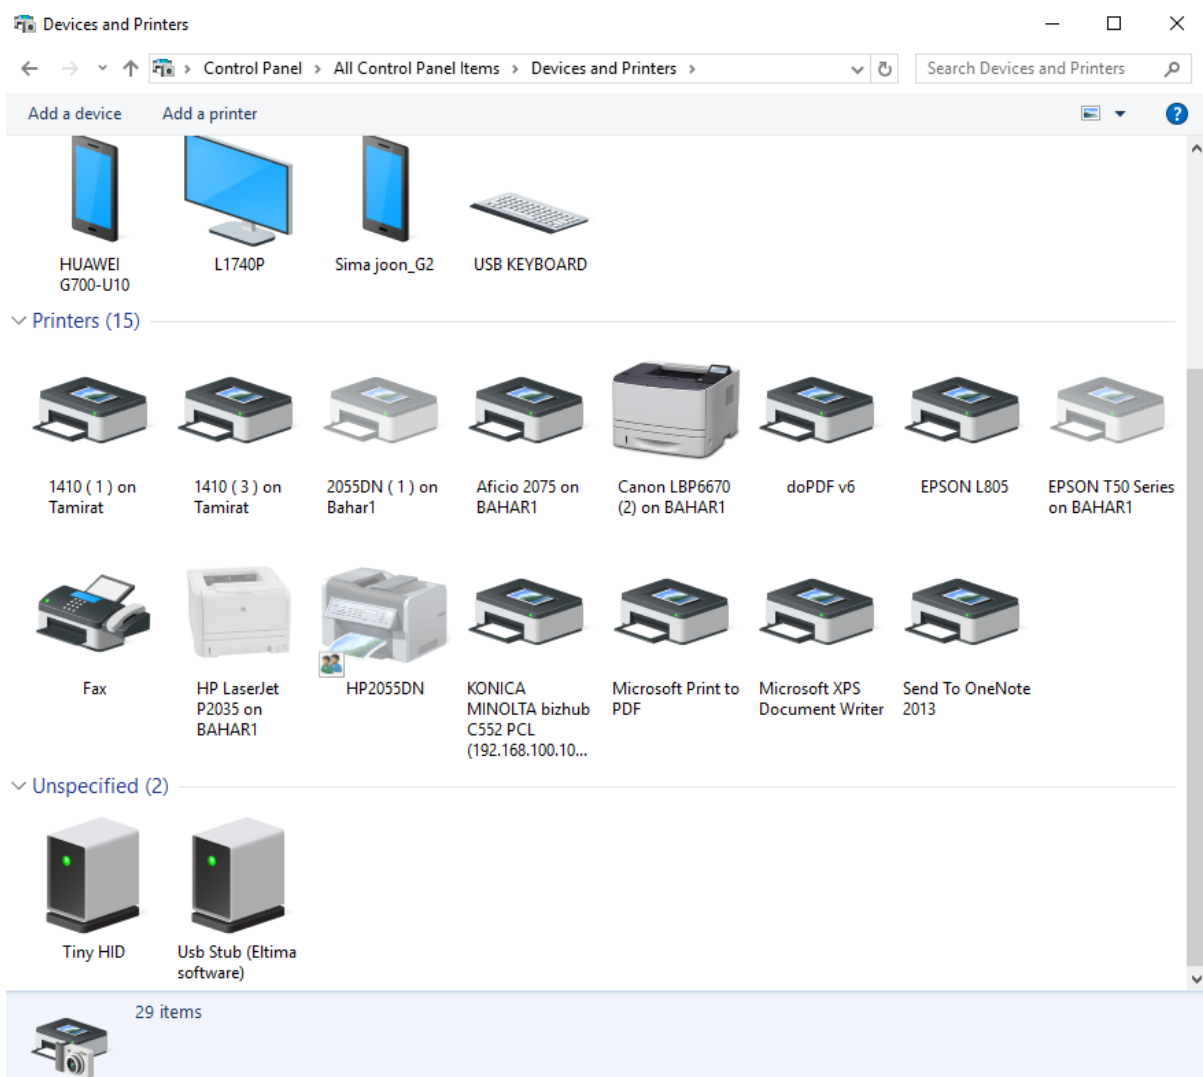 Devices and Printers
Control Panel > All Control Panel Items > Devices and Printers >
Search Devices and Printers
Add a device
Add a printer
HUAWEI
G700-U10
L1740P
Sima joon_G2
USB KEYBOARD
Printers (15)
1410 ( 1 ) on
Tamirat
1410 ( 3 ) on
Tamirat
2055DN ( 1 ) on
Bahar1
Aficio 2075 on
BAHAR1
Canon LBP6670
(2) on BAHAR1
doPDF v6
EPSON L805
EPSON T50 Series
on BAHAR1
Fax
HP LaserJet
P2035 on
BAHAR1
HP2055DN
KONICA
MINOLTA bizhub
C552 PCL
(192.168.100.10...
Microsoft Print to
PDF
Microsoft XPS
Document Writer
Send To OneNote
2013
Unspecified (2)
Tiny HID
Usb Stub (Eltima
software)
29 items